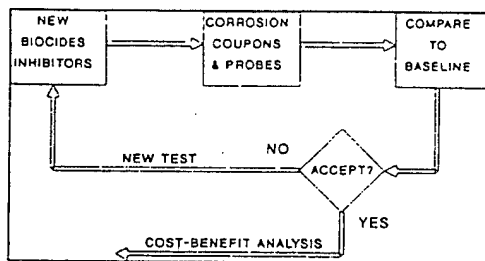 NEW
BIOCIDES
INHIBITORS
CORROSION
COUPONS
& PROBES
COMPARE
TO
BASELINE
NO
NEW TEST
ACCEPT?
YES
COST-BENEFIT ANALYSIS